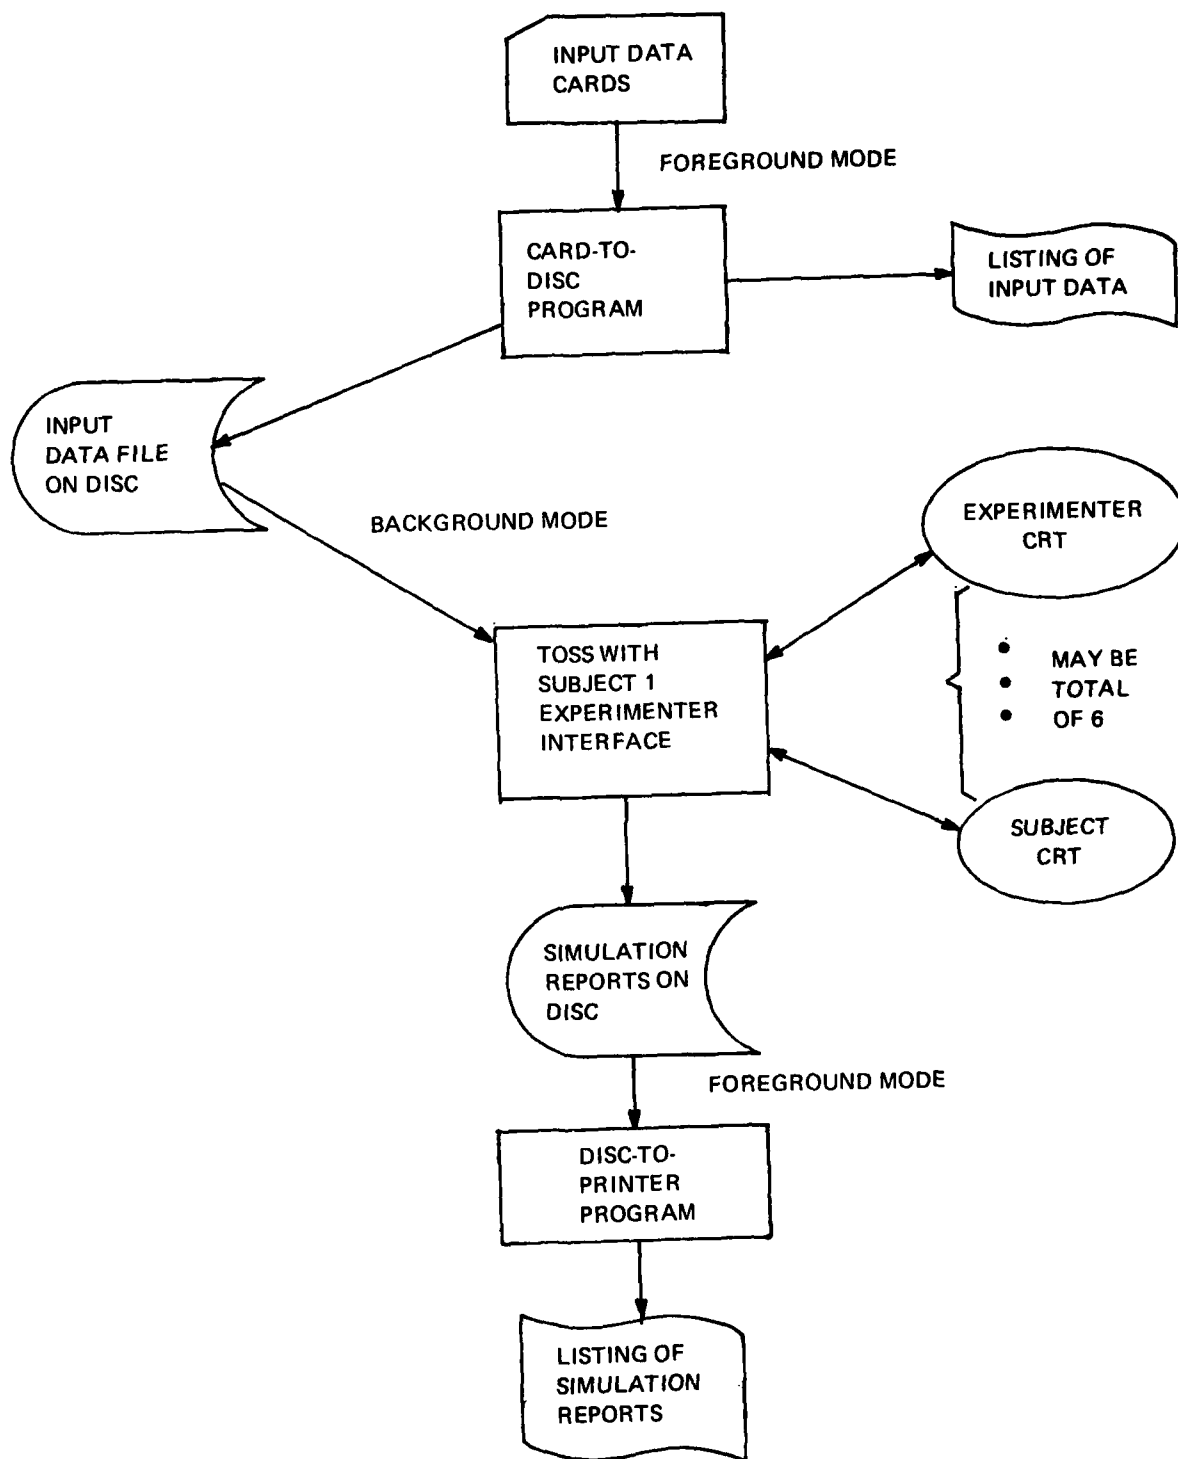 INPUT DATA
CARDS
FOREGROUND MODE
CARD-TO-
DISC
PROGRAM
LISTING OF
INPUT DATA
INPUT
DATA FILE
ON DISC
BACKGROUND MODE
EXPERIMENTER
CRT
TOSS WITH
SUBJECT 1
EXPERIMENTER
INTERFACE
MAY BE
TOTAL
OF 6
SUBJECT
CRT
SIMULATION
REPORTS ON
DISC
FOREGROUND MODE
DISC-TO-
PRINTER
PROGRAM
LISTING OF
SIMULATION
REPORTS